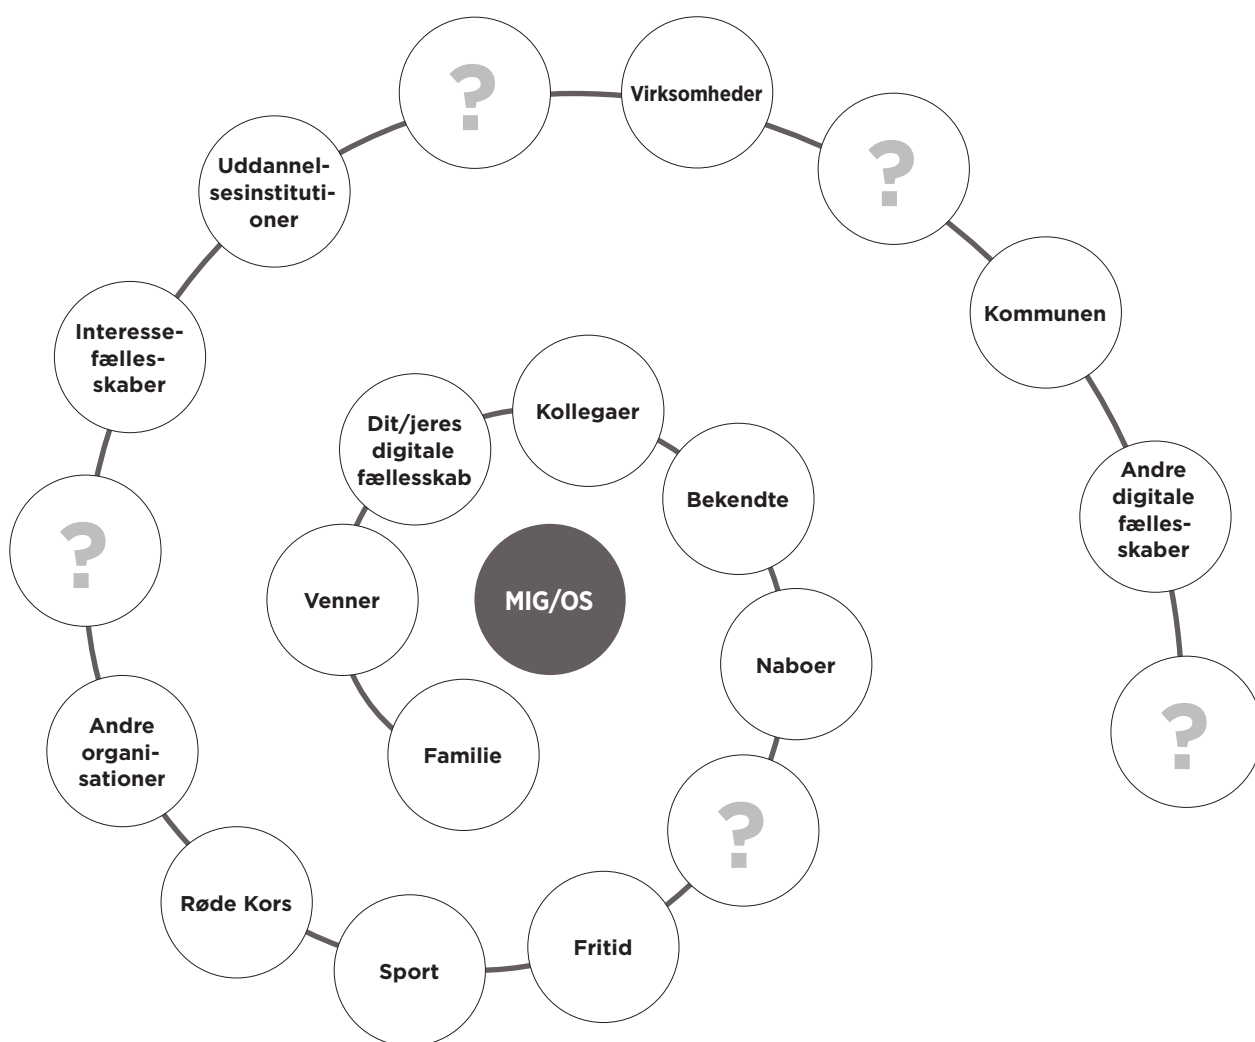 ?
Virksomheder
?
Uddannel-
sesinstituti-
oner
Kommunen
Interesse-
fælles-
skaber
Kollegaer
Dit/jeres
digitale
fællesskab
Bekendte
Andre
digitale
fælles-
skaber
?
Venner
MIG/OS
Naboer
?
Andre
organi-
sationer
Familie
?
Røde Kors
Fritid
Sport